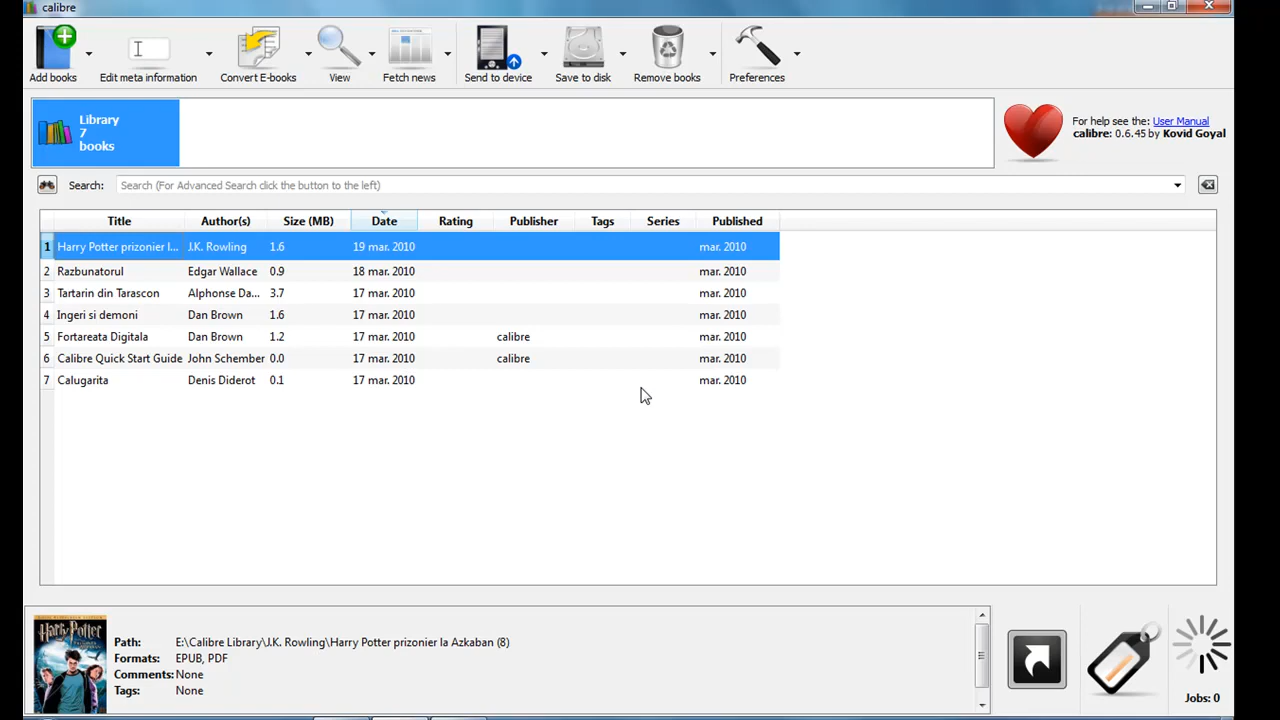 calibre
Add books Edit meta information Convert E-books View Fetch news Send to device Save to disk Remove books Preferences
Library
7
books
For help see the: User Manual
calibre: 0.6.45 by Kovid Goyal
Search: Search (For Advanced Search click the button to the left)
Title Author(s) Size (MB) Date Rating Publisher Tags Series Published
1 Harry Potter prizonier l... J.K. Rowling 1.6 19 mar. 2010 mar. 2010
2 Razbunatorul Edgar Wallace 0.9 18 mar. 2010 mar. 2010
3 Tartarin din Tarascon Alphonse Da... 3.7 17 mar. 2010 mar. 2010
4 Ingeri si demoni Dan Brown 1.6 17 mar. 2010 mar. 2010
5 Fortareata Digitala Dan Brown 1.2 17 mar. 2010 calibre mar. 2010
6 Calibre Quick Start Guide John Schember 0.0 17 mar. 2010 calibre mar. 2010
7 Calugarita Denis Diderot 0.1 17 mar. 2010 mar. 2010
Harry Potter
Path: E:\Calibre Library\J.K. Rowling\Harry Potter prizonier la Azkaban (8)
Formats: EPUB, PDF
Comments: None
Tags: None
Jobs: 0